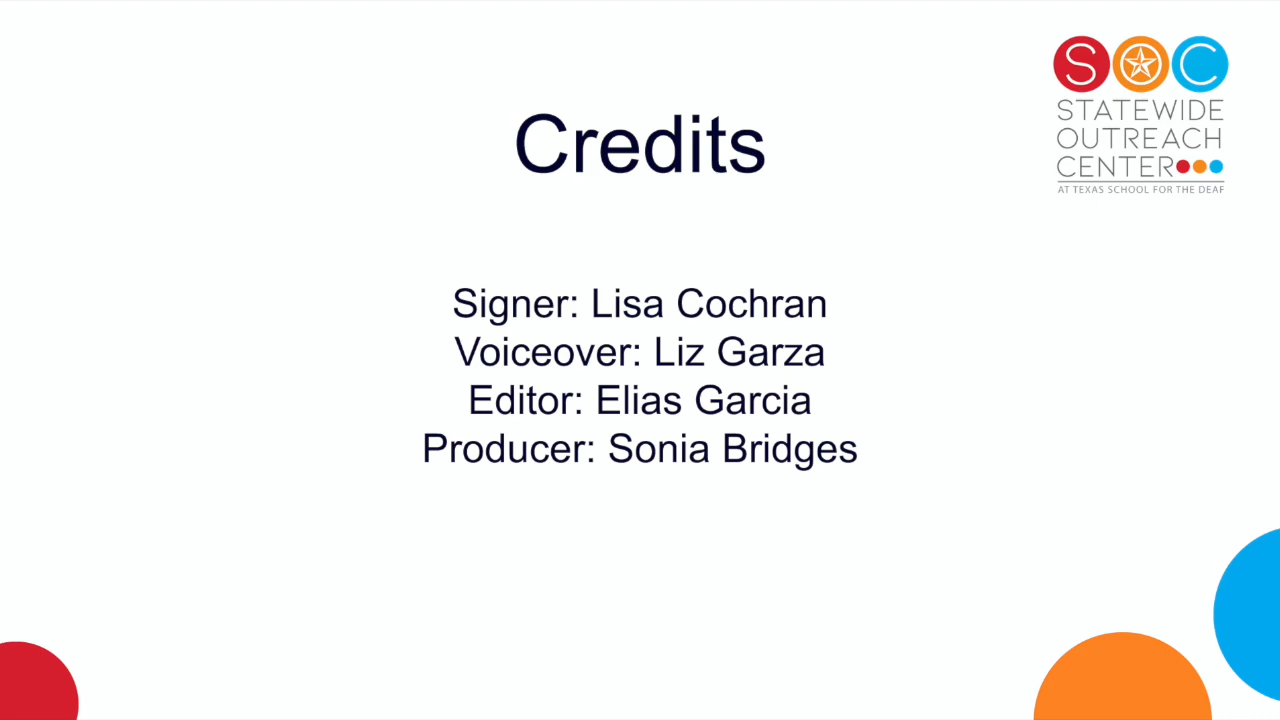 Credits
SOC
STATEWIDE
OUTREACH
CENTER
AT TEXAS SCHOOL FOR THE DEAF
Signer: Lisa Cochran
Voiceover: Liz Garza
Editor: Elias Garcia
Producer: Sonia Bridges